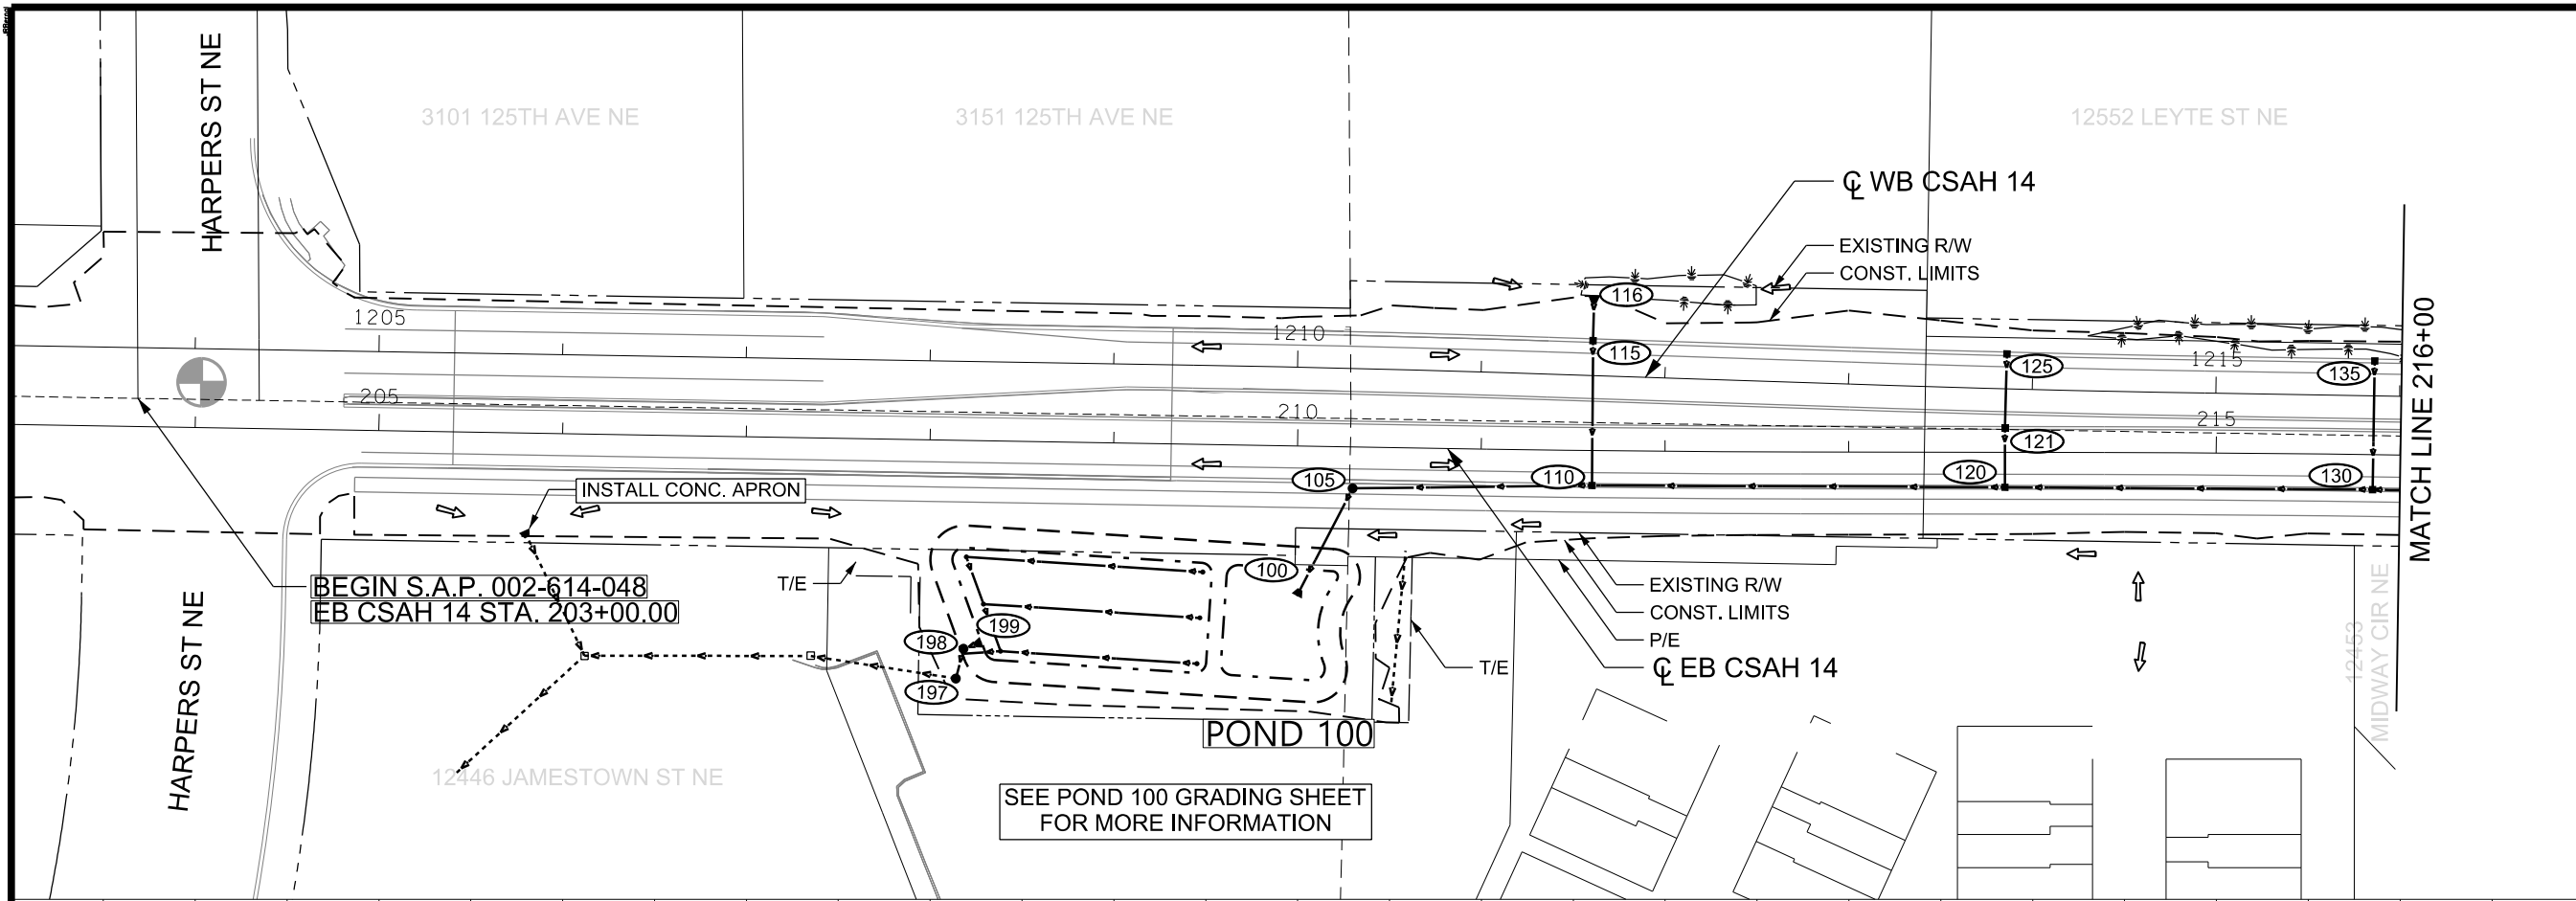 HARPERS ST NE
3101 125TH AVE NE
3151 125TH AVE NE
12552 LEYTE ST NE
℄ WB CSAH 14
EXISTING R/W
CONST. LIMITS
116
1205
1210
115
125
1215
135
MATCH LINE 216+00
205
210
215
121
105
110
120
130
INSTALL CONC. APRON
BEGIN S.A.P. 002-614-048
EB CSAH 14 STA. 203+00.00
T/E
100
EXISTING R/W
CONST. LIMITS
P/E
℄ EB CSAH 14
T/E
199
198
197
HARPERS ST NE
12453
MIDWAY CIR NE
POND 100
12446 JAMESTOWN ST NE
SEE POND 100 GRADING SHEET
FOR MORE INFORMATION